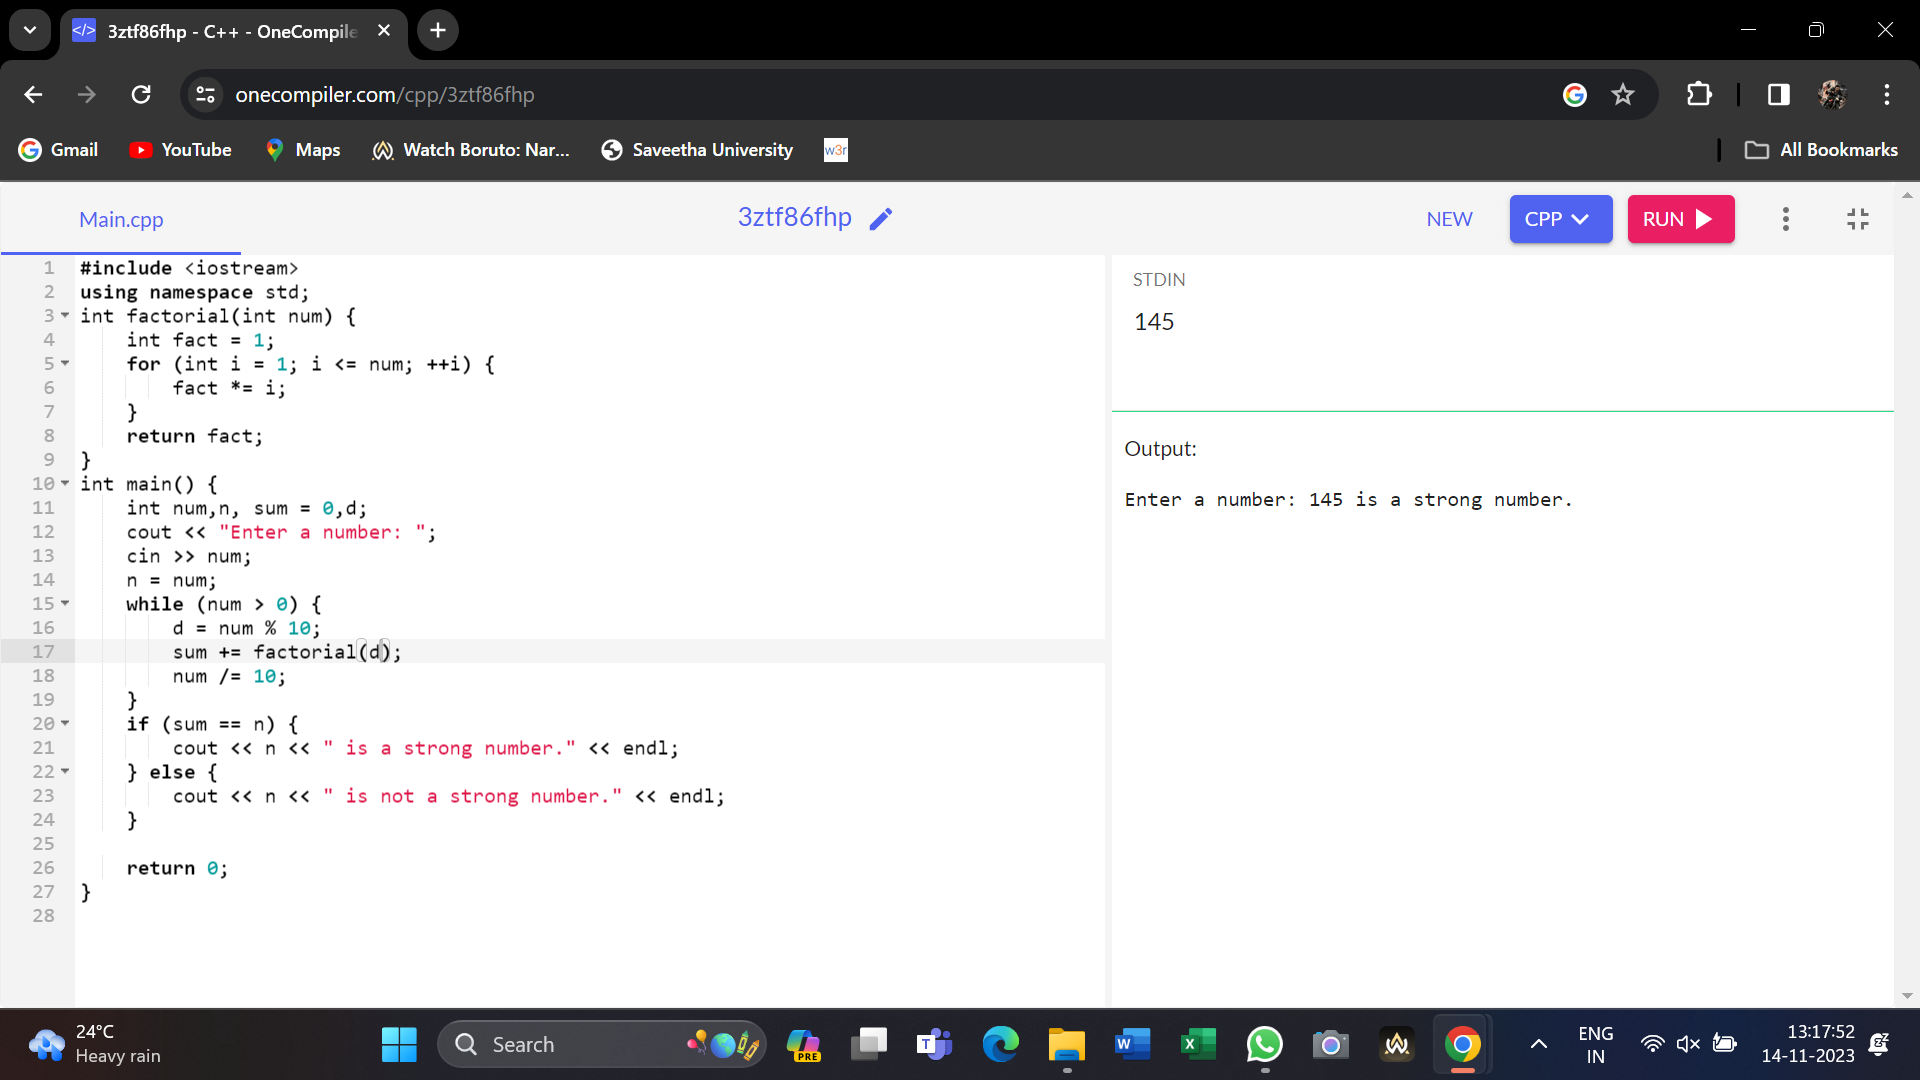 3ztf86fhp - C++ - OneCompile
onecompiler.com/cpp/3ztf86fhp
Gmail YouTube Maps Watch Boruto: Nar... Saveetha University w3r All Bookmarks
Main.cpp 3ztf86fhp NEW CPP RUN
1 #include <iostream>
2 using namespace std;
3 int factorial(int num) {
4     int fact = 1;
5     for (int i = 1; i <= num; ++i) {
6         fact *= i;
7     }
8     return fact;
9 }
10 int main() {
11     int num,n, sum = 0,d;
12     cout << "Enter a number: ";
13     cin >> num;
14     n = num;
15     while (num > 0) {
16         d = num % 10;
17         sum += factorial(d);
18         num /= 10;
19     }
20     if (sum == n) {
21         cout << n << " is a strong number." << endl;
22     } else {
23         cout << n << " is not a strong number." << endl;
24     }
25
26     return 0;
27 }
28
STDIN
145
Output:
Enter a number: 145 is a strong number.
24°C
Heavy rain
Search
PRE
ENG
IN
13:17:52
14-11-2023